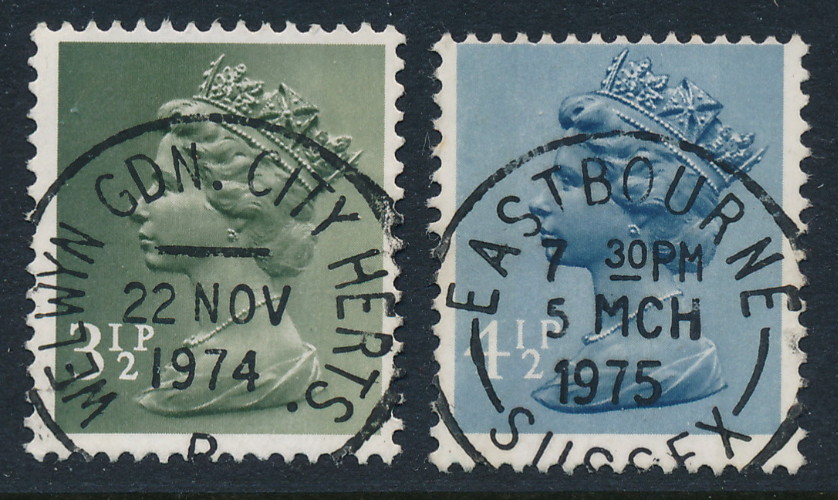 WELWYN GDN. CITY HERTS.
22 NOV
1974
3½P
EASTBOURNE
7 30PM
5 MCH
1975
4½P
SUSSEX